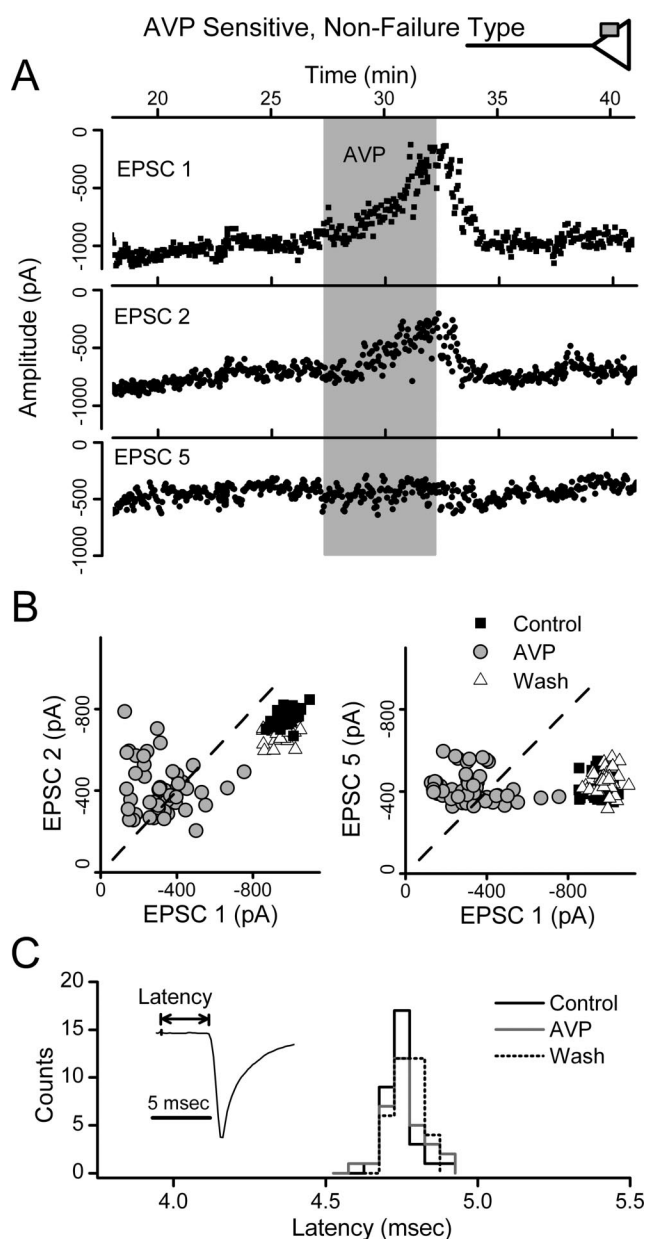 AVP Sensitive, Non-Failure Type
A
Time (min)
20 25 30 35 40
Amplitude (pA)
EPSC 1
AVP
0
-500
-1000
EPSC 2
0
-500
-1000
EPSC 5
0
-500
-1000
B
Control
AVP
Wash
EPSC 2 (pA)
-800
-400
0
0 -400 -800
EPSC 1 (pA)
EPSC 5 (pA)
-800
-400
0
0 -400 -800
EPSC 1 (pA)
C
Counts
20
15
10
5
0
Latency
5 msec
Control
AVP
Wash
4.0 4.5 5.0 5.5
Latency (msec)